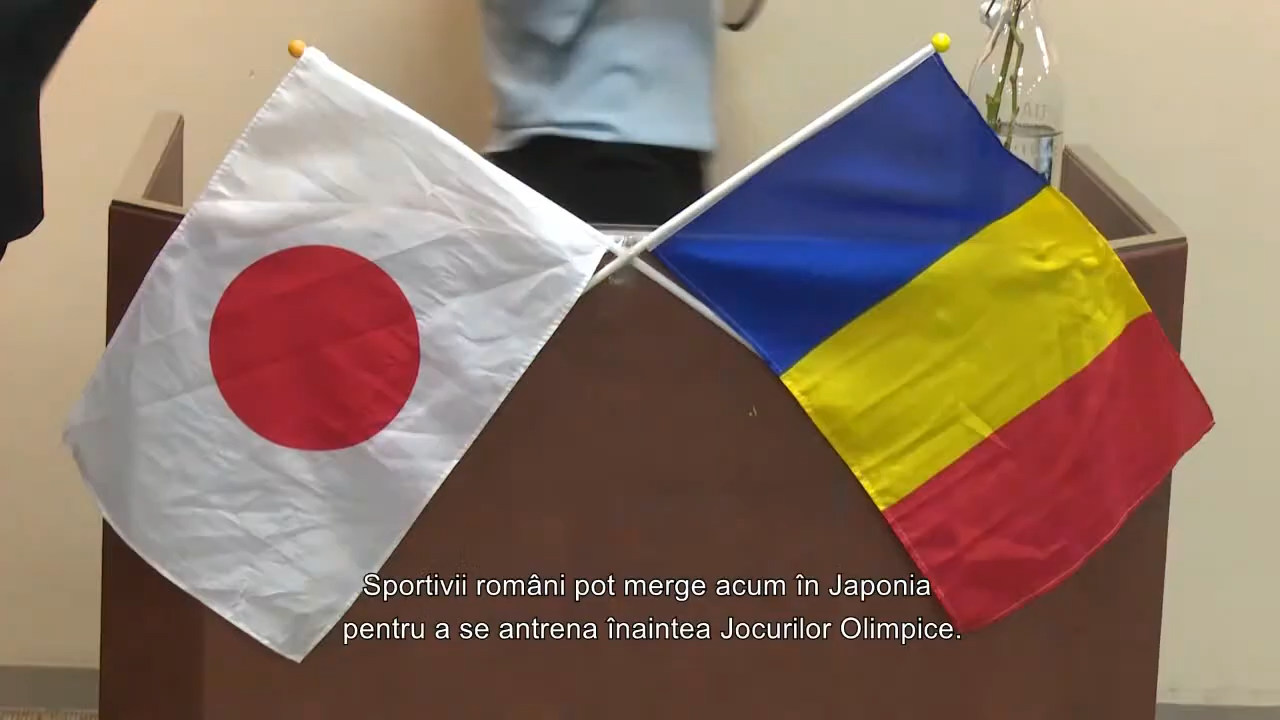 Sportivii români pot merge acum în Japonia
pentru a se antrena înaintea Jocurilor Olimpice.